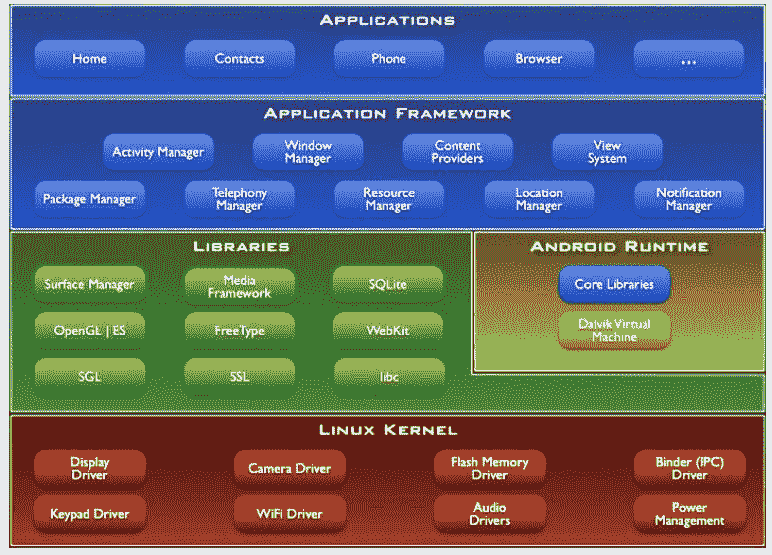 APPLICATIONS
Home
Contacts
Phone
Browser
...
APPLICATION FRAMEWORK
Activity Manager
Window
Manager
Content
Providers
View
System
Package Manager
Telephony
Manager
Resource
Manager
Location
Manager
Notification
Manager
LIBRARIES
Surface Manager
Media
Framework
SQLite
OpenGL | ES
FreeType
WebKit
SGL
SSL
libc
ANDROID RUNTIME
Core Libraries
Dalvik Virtual
Machine
LINUX KERNEL
Display
Driver
Camera Driver
Flash Memory
Driver
Binder (IPC)
Driver
Keypad Driver
WiFi Driver
Audio
Drivers
Power
Management